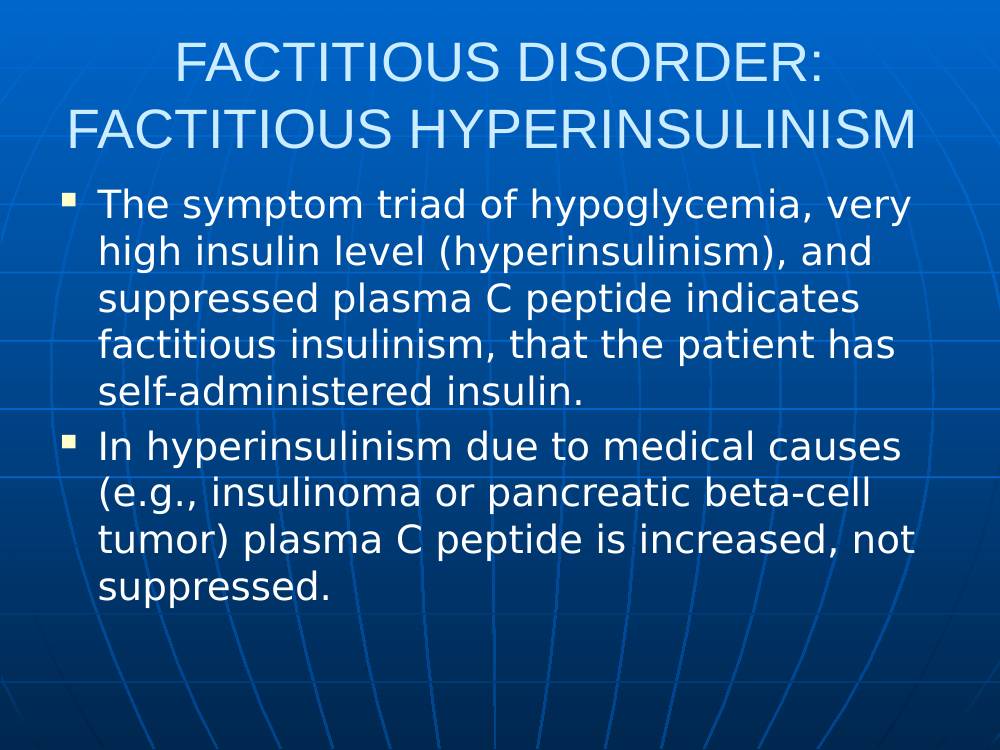 FACTITIOUS DISORDER:
FACTITIOUS HYPERINSULINISM
▪ The symptom triad of hypoglycemia, very
high insulin level (hyperinsulinism), and
suppressed plasma C peptide indicates
factitious insulinism, that the patient has
self-administered insulin.
▪ In hyperinsulinism due to medical causes
(e.g., insulinoma or pancreatic beta-cell
tumor) plasma C peptide is increased, not
suppressed.